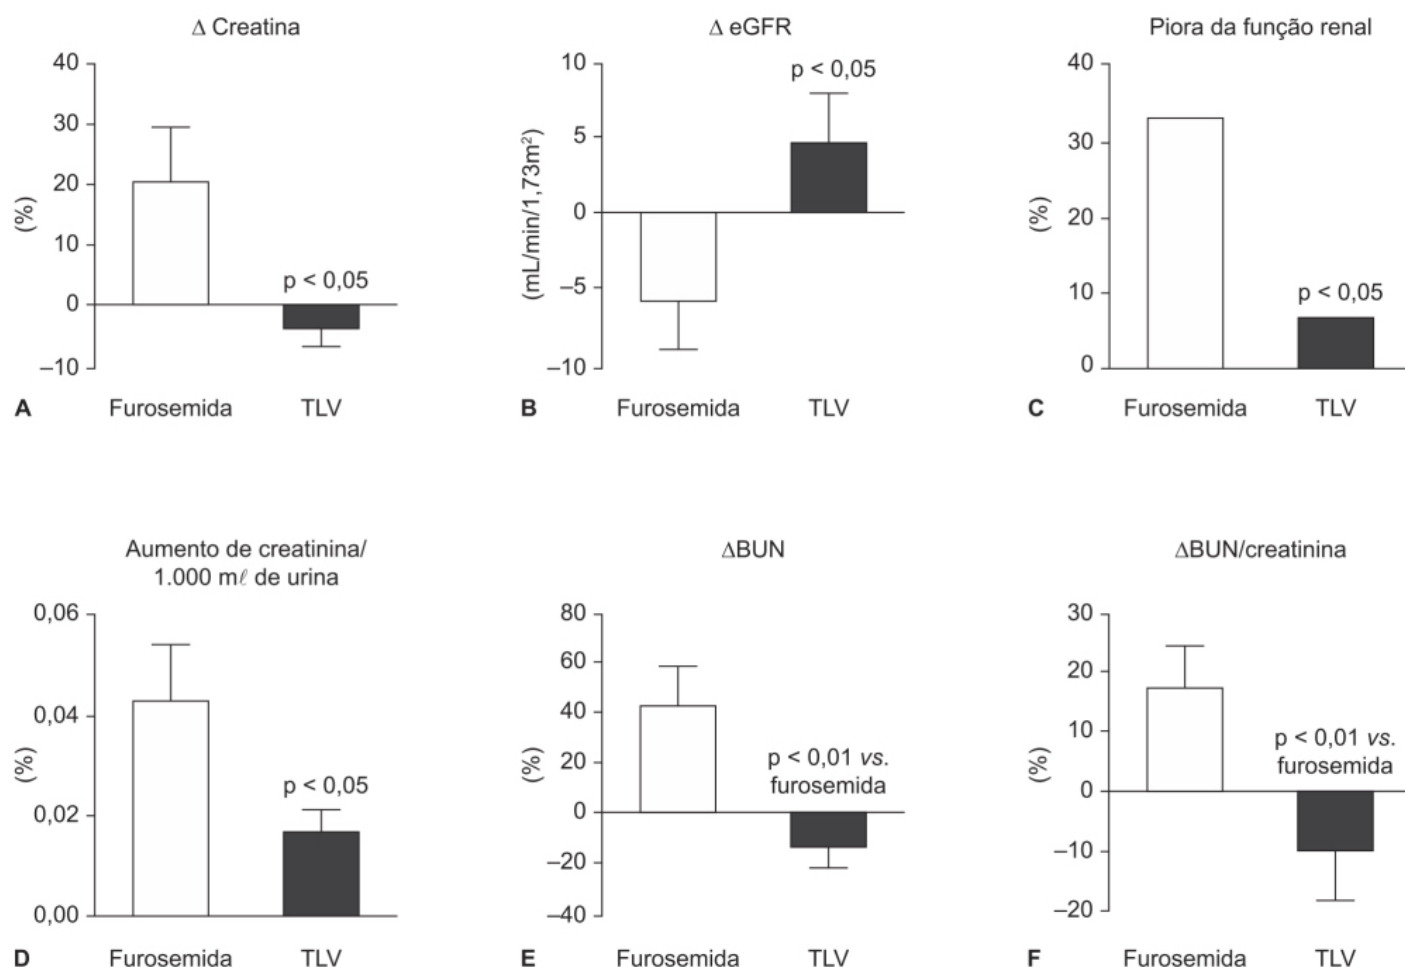 Δ Creatina
40
30
20
10
0
–10
(%)
p < 0,05
A
Furosemida
TLV
Δ eGFR
10
5
0
–5
–10
(mL/min/1,73m²)
p < 0,05
B
Furosemida
TLV
Piora da função renal
40
30
20
10
0
(%)
p < 0,05
C
Furosemida
TLV
Aumento de creatinina/
1.000 mℓ de urina
0,06
0,04
0,02
0,00
(%)
p < 0,05
D
Furosemida
TLV
ΔBUN
80
60
40
20
0
–20
–40
(%)
p < 0,01 vs.
furosemida
E
Furosemida
TLV
ΔBUN/creatinina
30
20
10
0
–10
–20
(%)
p < 0,01 vs.
furosemida
F
Furosemida
TLV